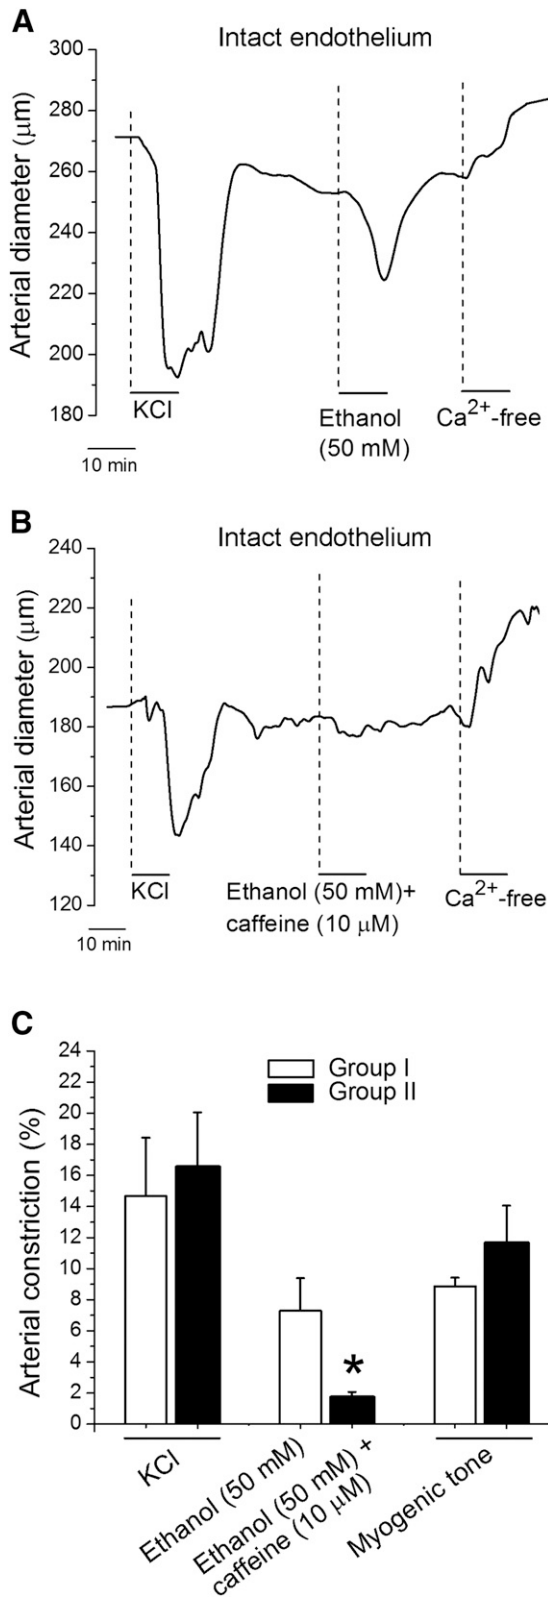 A
Intact endothelium
300
280
260
240
220
200
180
Arterial diameter (μm)
KCl
Ethanol
(50 mM)
Ca²⁺-free
10 min
B
Intact endothelium
240
220
200
180
160
140
120
Arterial diameter (μm)
KCl
Ethanol (50 mM)+
caffeine (10 μM)
Ca²⁺-free
10 min
C
24
22
20
18
16
14
12
10
8
6
4
2
0
Arterial constriction (%)
Group I
Group II
*
KCl
Ethanol (50 mM)
Ethanol (50 mM) +
caffeine (10 μM)
Myogenic tone